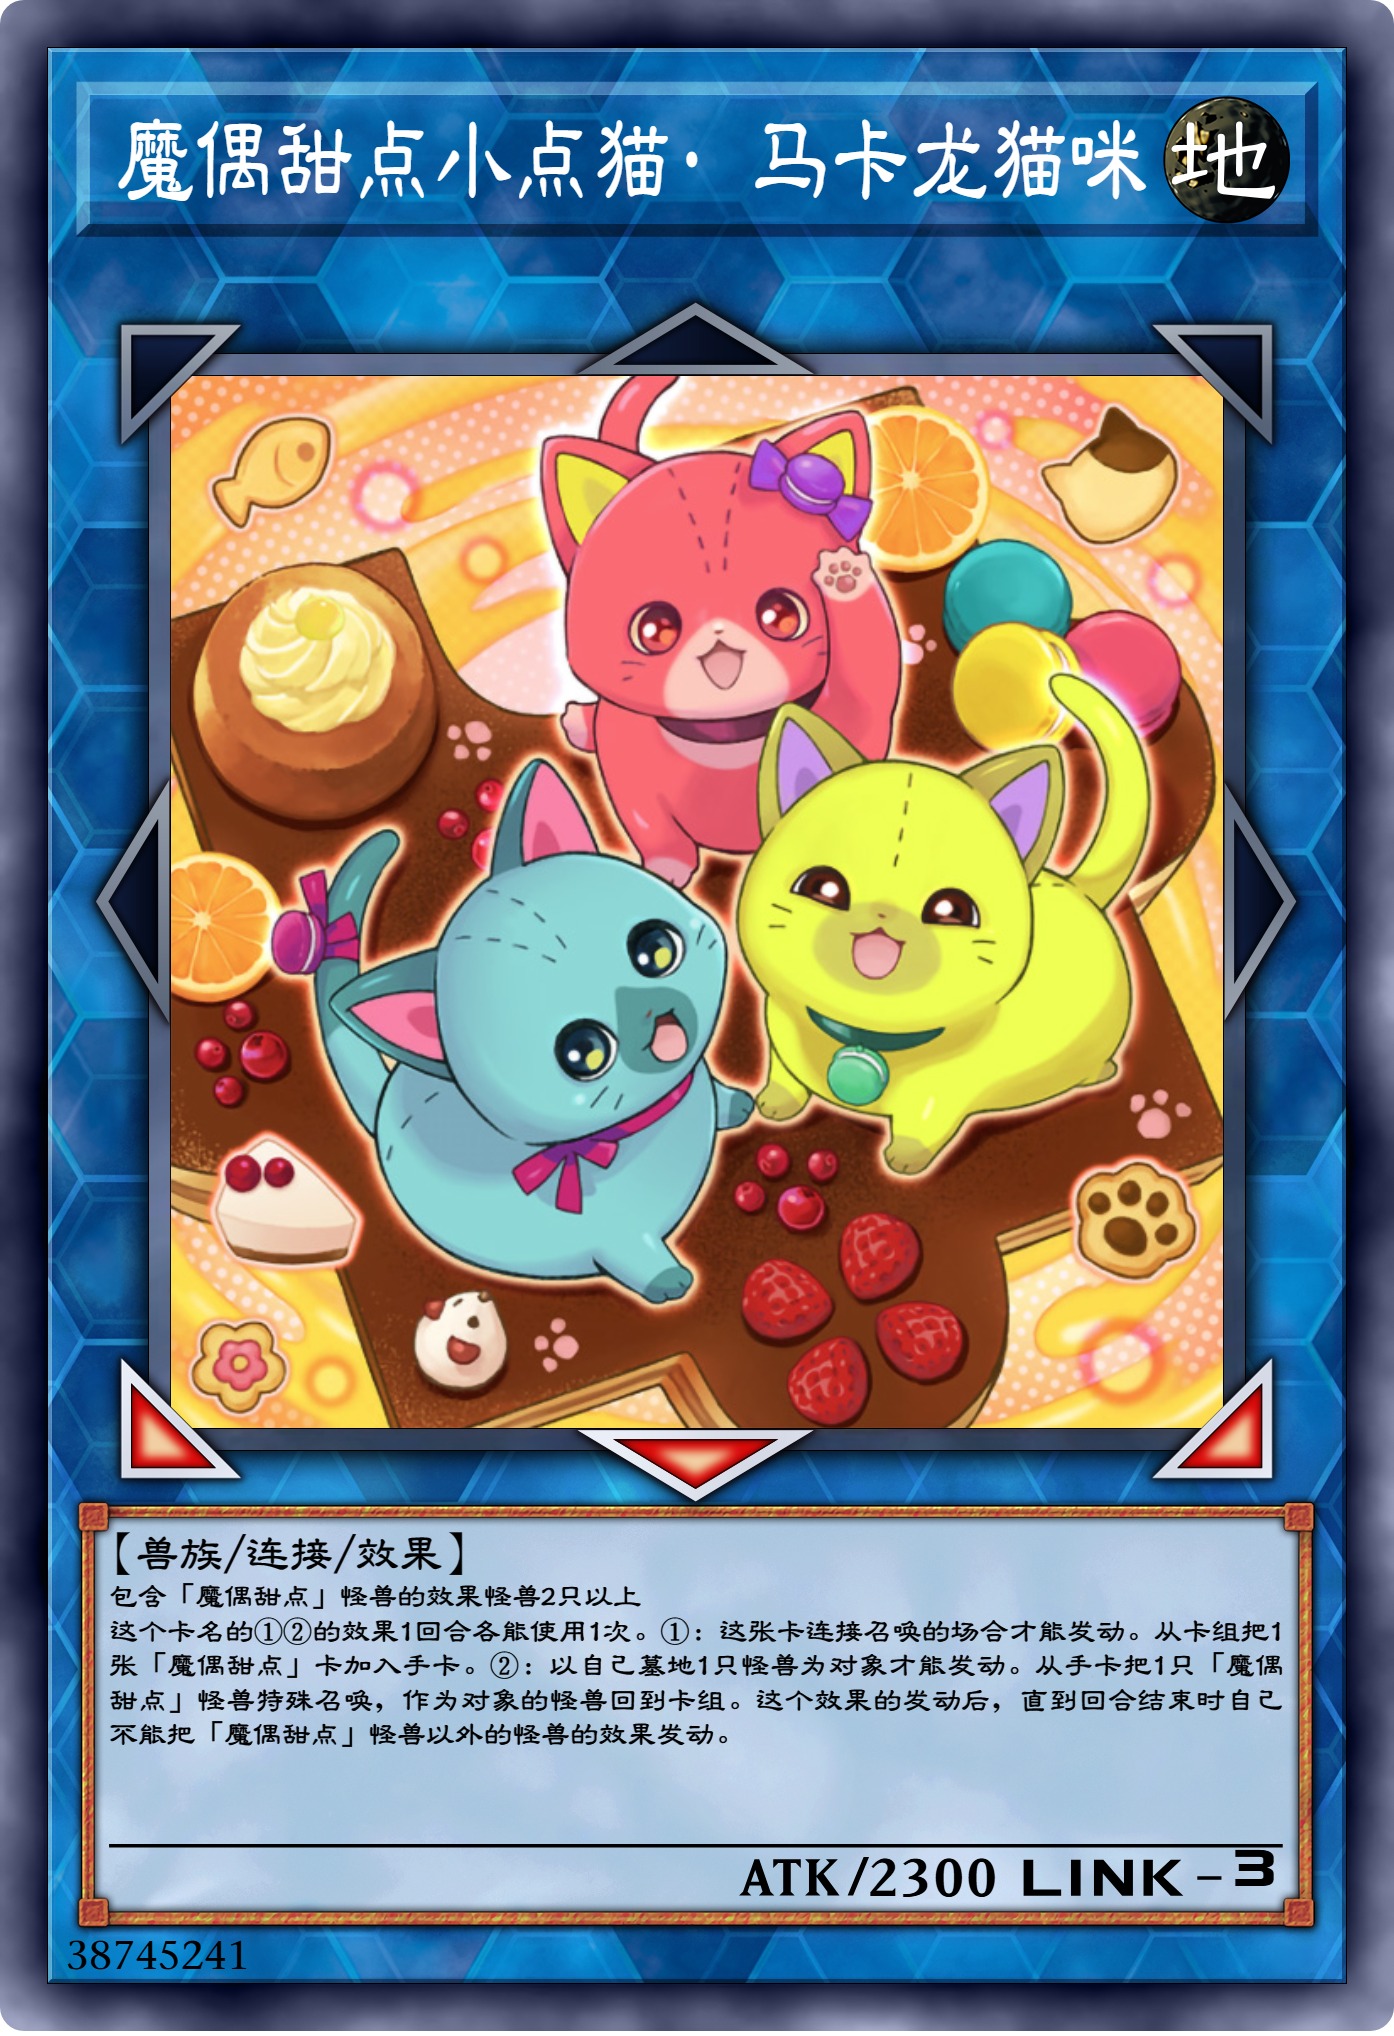 魔偶甜点小点猫·马卡龙猫咪 地
【兽族/连接/效果】
包含「魔偶甜点」怪兽的效果怪兽2只以上
这个卡名的①②的效果1回合各能使用1次。①：这张卡连接召唤的场合才能发动。从卡组把1
张「魔偶甜点」卡加入手卡。②：以自己墓地1只怪兽为对象才能发动。从手卡把1只「魔偶
甜点」怪兽特殊召唤，作为对象的怪兽回到卡组。这个效果的发动后，直到回合结束时自己
不能把「魔偶甜点」怪兽以外的怪兽的效果发动。
ATK/2300 LINK-3
38745241